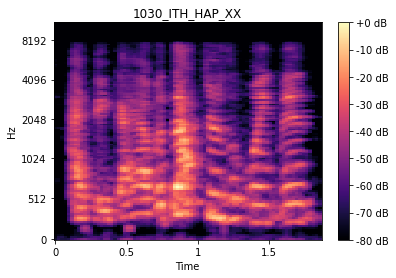 1030_ITH_HAP_XX
8192
4096
2048
1024
512
0
Hz
0
0.5
1
1.5
Time
+0 dB
-10 dB
-20 dB
-30 dB
-40 dB
-50 dB
-60 dB
-70 dB
-80 dB